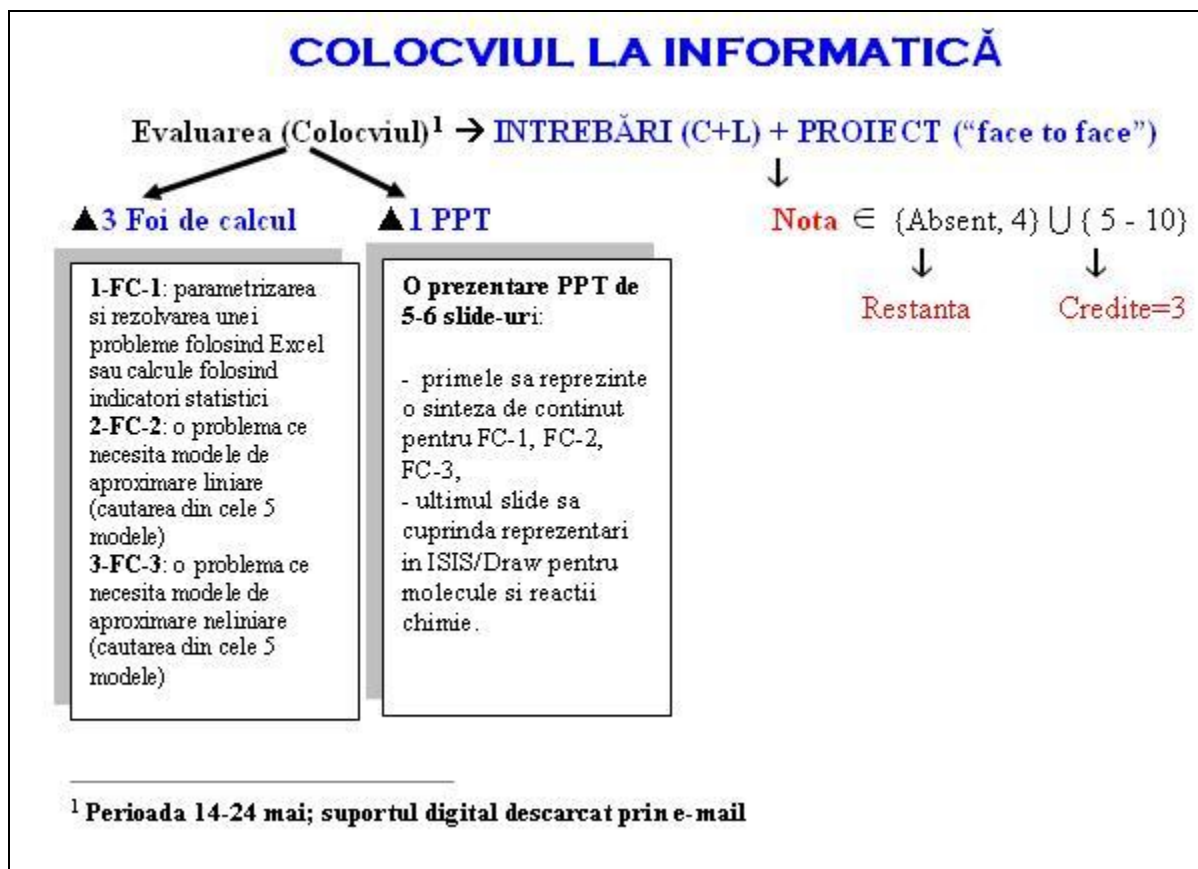 COLOCVIUL LA INFORMATICĂ
Evaluarea (Colocviul)¹ → INTREBĂRI (C+L) + PROIECT (“face to face”)
↓
▲3 Foi de calcul
▲1 PPT
Nota ∈ {Absent, 4} ⋃ { 5 - 10}
↓ ↓
Restanta Credite=3
1-FC-1: parametrizarea
si rezolvarea unei
probleme folosind Excel
sau calcule folosind
indicatori statistici
2-FC-2: o problema ce
necesita modele de
aproximare liniare
(cautarea din cele 5
modele)
3-FC-3: o problema ce
necesita modele de
aproximare neliniare
(cautarea din cele 5
modele)
O prezentare PPT de
5-6 slide-uri:
- primele sa reprezinte
o sinteza de continut
pentru FC-1, FC-2,
FC-3,
- ultimul slide sa
cuprinda reprezentari
in ISIS/Draw pentru
molecule si reactii
chimie.
¹ Perioada 14-24 mai; suportul digital descarcat prin e-mail